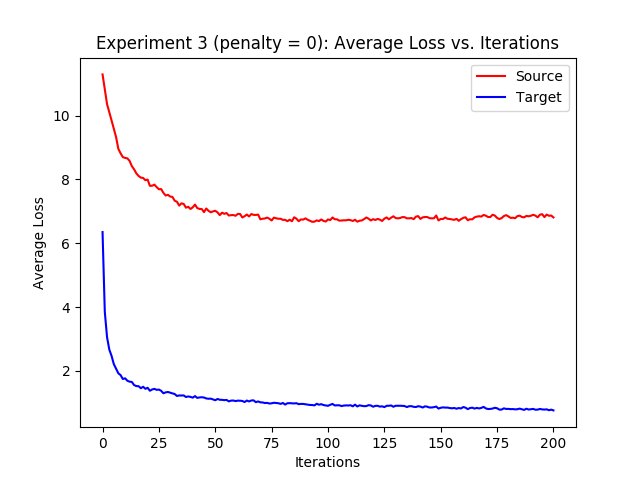 Experiment 3 (penalty = 0): Average Loss vs. Iterations
Source
Target
Average Loss
10
8
6
4
2
0 25 50 75 100 125 150 175 200
Iterations